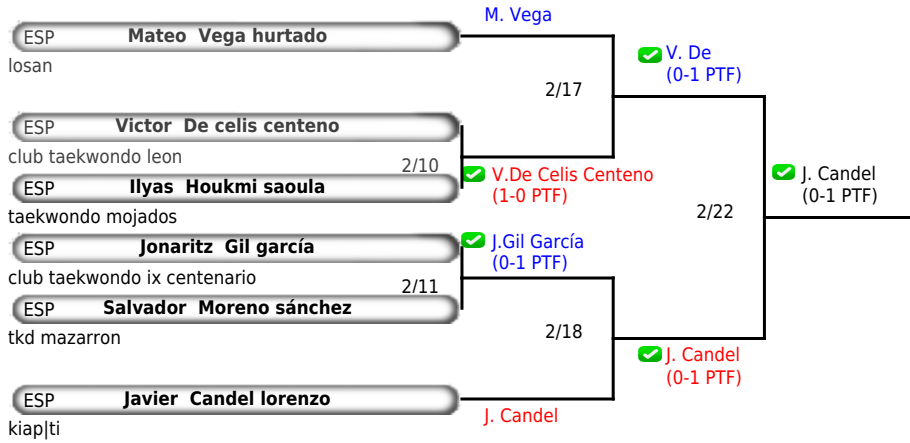 M. Vega
ESP Mateo Vega hurtado
losan
V. De
(0-1 PTF)
2/17
ESP Victor De celis centeno
club taekwondo leon
2/10
V.De Celis Centeno
(1-0 PTF)
ESP Ilyas Houkmi saoula
taekwondo mojados
J. Candel
(0-1 PTF)
2/22
ESP Jonaritz Gil garcía
club taekwondo ix centenario
J.Gil García
(0-1 PTF)
2/11
ESP Salvador Moreno sánchez
tkd mazarron
2/18
J. Candel
(0-1 PTF)
ESP Javier Candel lorenzo
kiap|ti
J. Candel